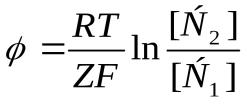 ϕ = RT/ZF ln [Ń₂]/[Ń₁]